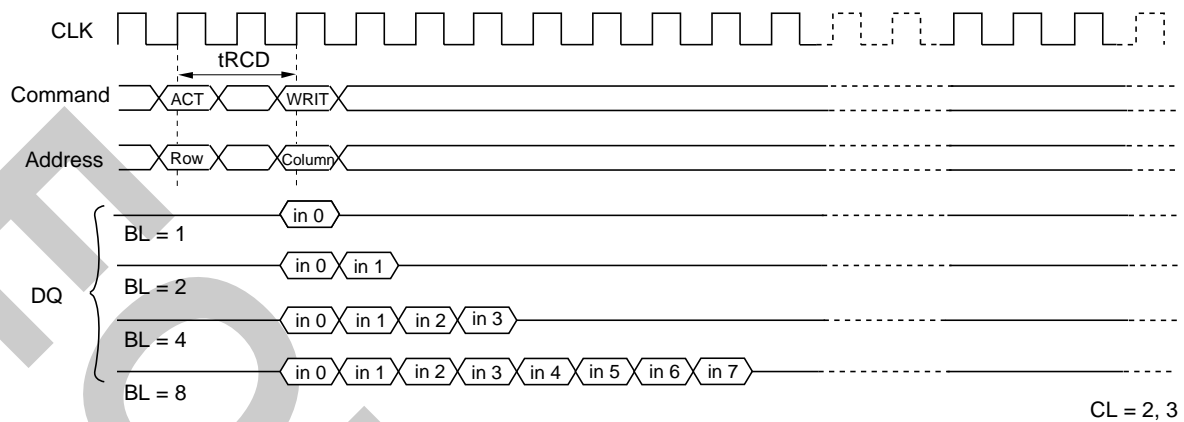 CLK
tRCD
Command ACT WRIT
Address Row Column
DQ
in 0
BL = 1
in 0 in 1
BL = 2
in 0 in 1 in 2 in 3
BL = 4
in 0 in 1 in 2 in 3 in 4 in 5 in 6 in 7
BL = 8
CL = 2, 3